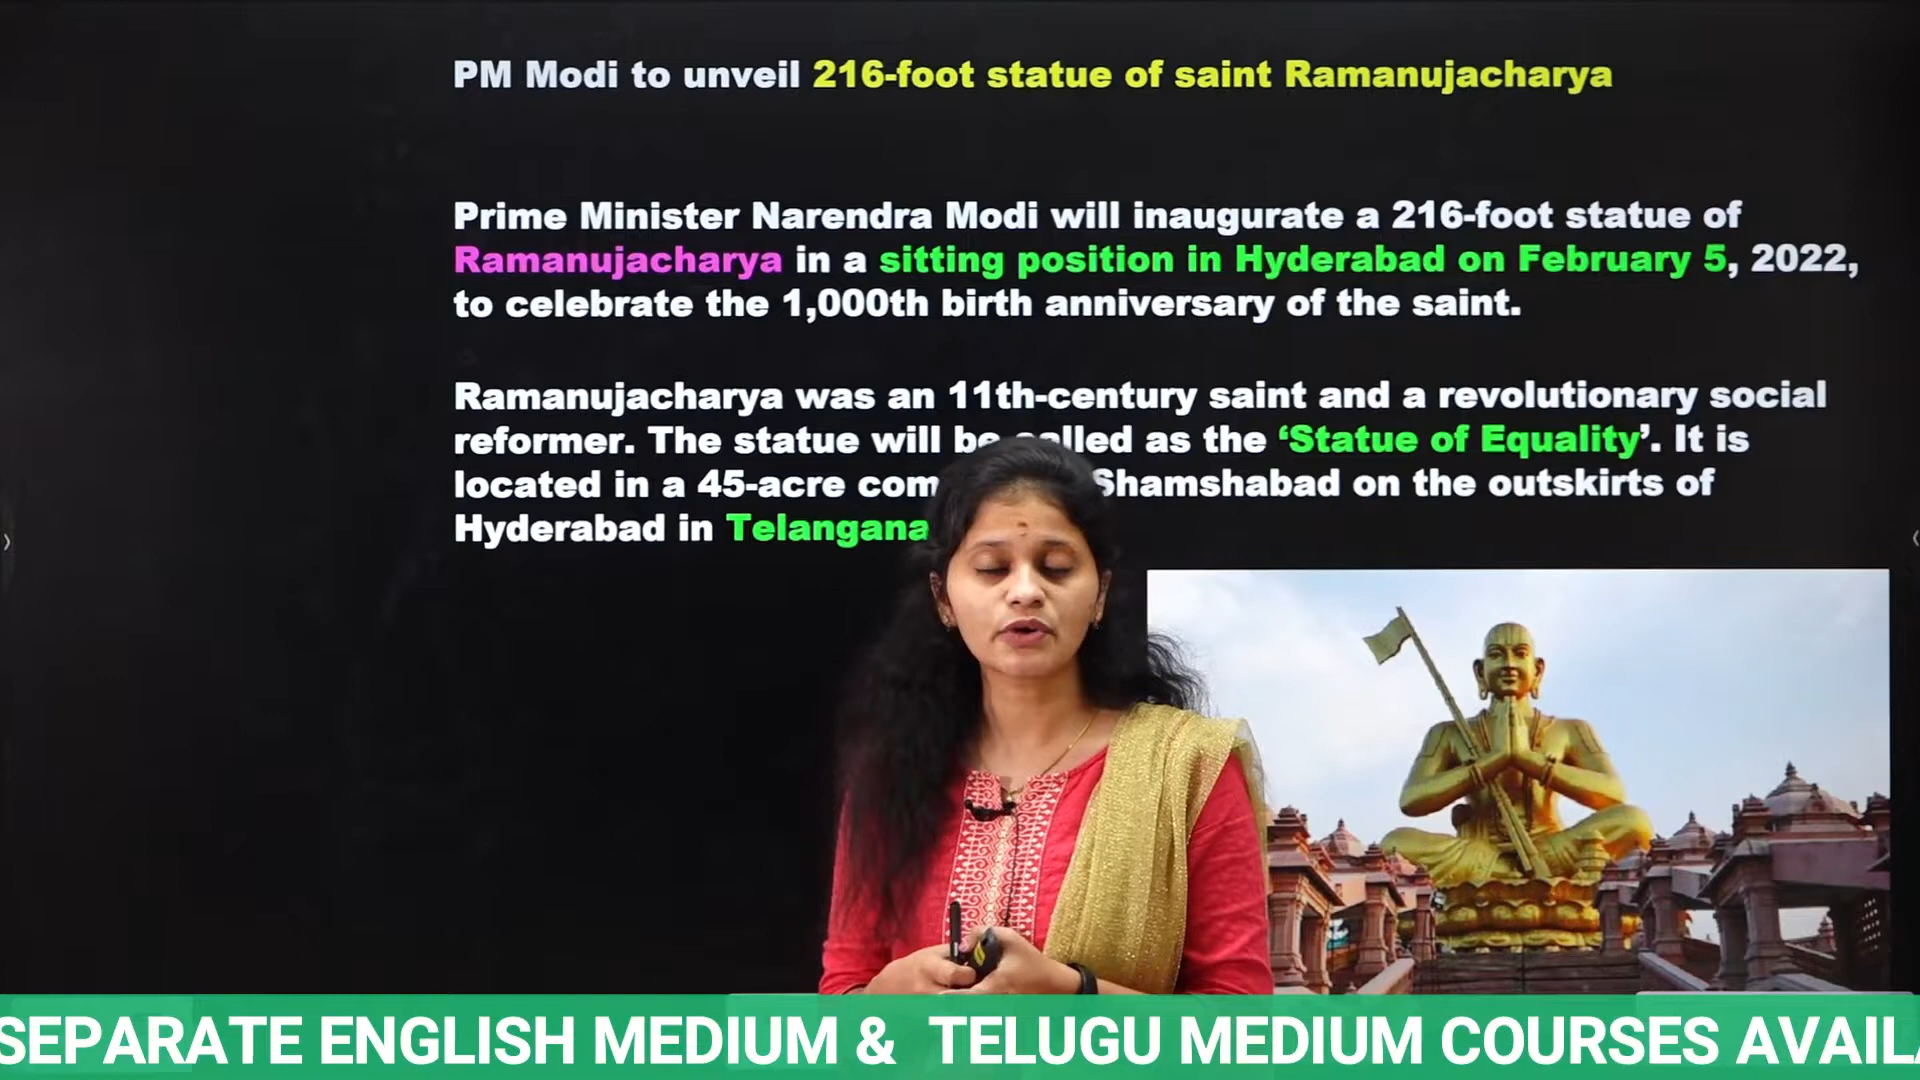 PM Modi to unveil 216-foot statue of saint Ramanujacharya
Prime Minister Narendra Modi will inaugurate a 216-foot statue of
Ramanujacharya in a sitting position in Hyderabad on February 5, 2022,
to celebrate the 1,000th birth anniversary of the saint.
Ramanujacharya was an 11th-century saint and a revolutionary social
reformer. The statue will be called as the ‘Statue of Equality’. It is
located in a 45-acre Shamshabad on the outskirts of
Hyderabad in Telangana
SEPARATE ENGLISH MEDIUM & TELUGU MEDIUM COURSES